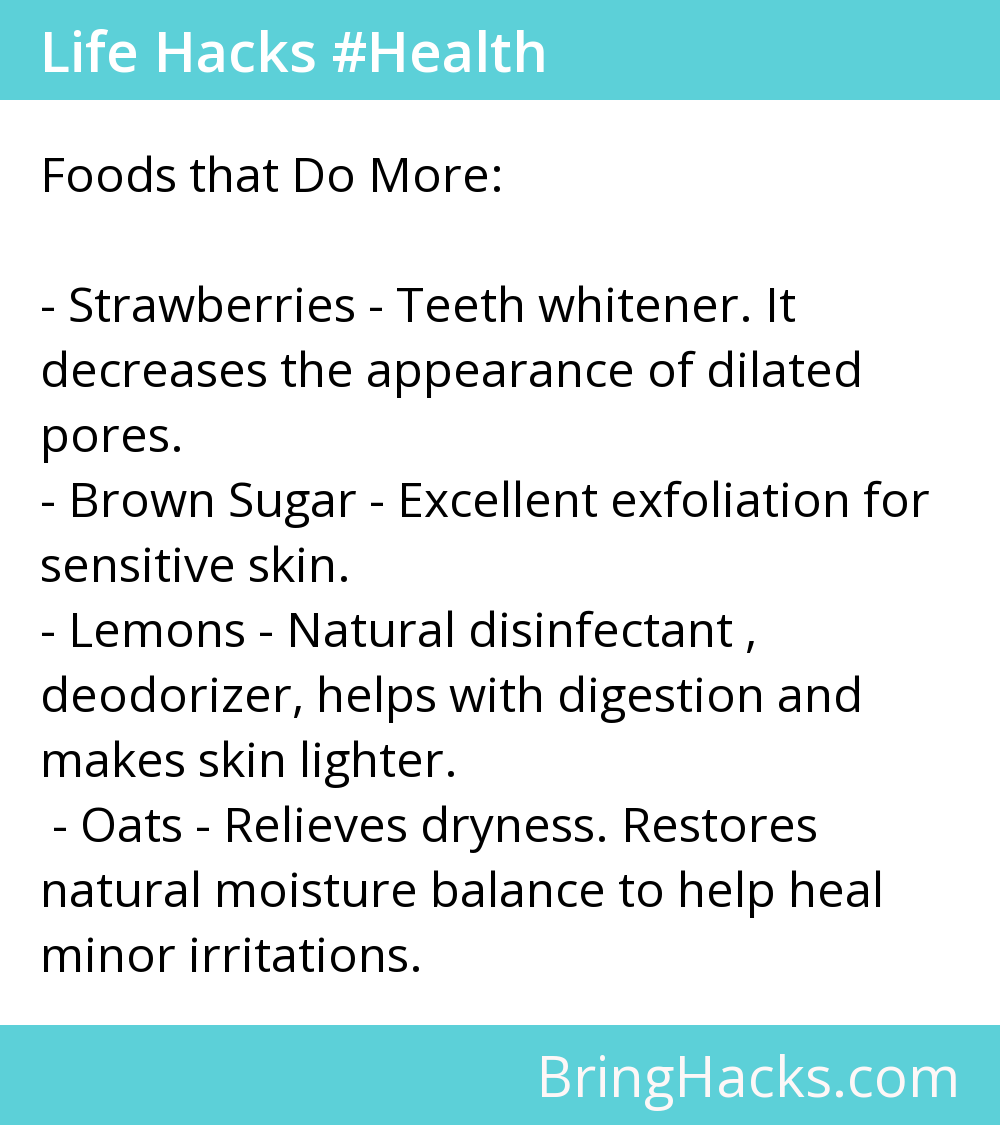 Life Hacks #Health
Foods that Do More:
- Strawberries - Teeth whitener. It
decreases the appearance of dilated
pores.
- Brown Sugar - Excellent exfoliation for
sensitive skin.
- Lemons - Natural disinfectant ,
deodorizer, helps with digestion and
makes skin lighter.
- Oats - Relieves dryness. Restores
natural moisture balance to help heal
minor irritations.
BringHacks.com